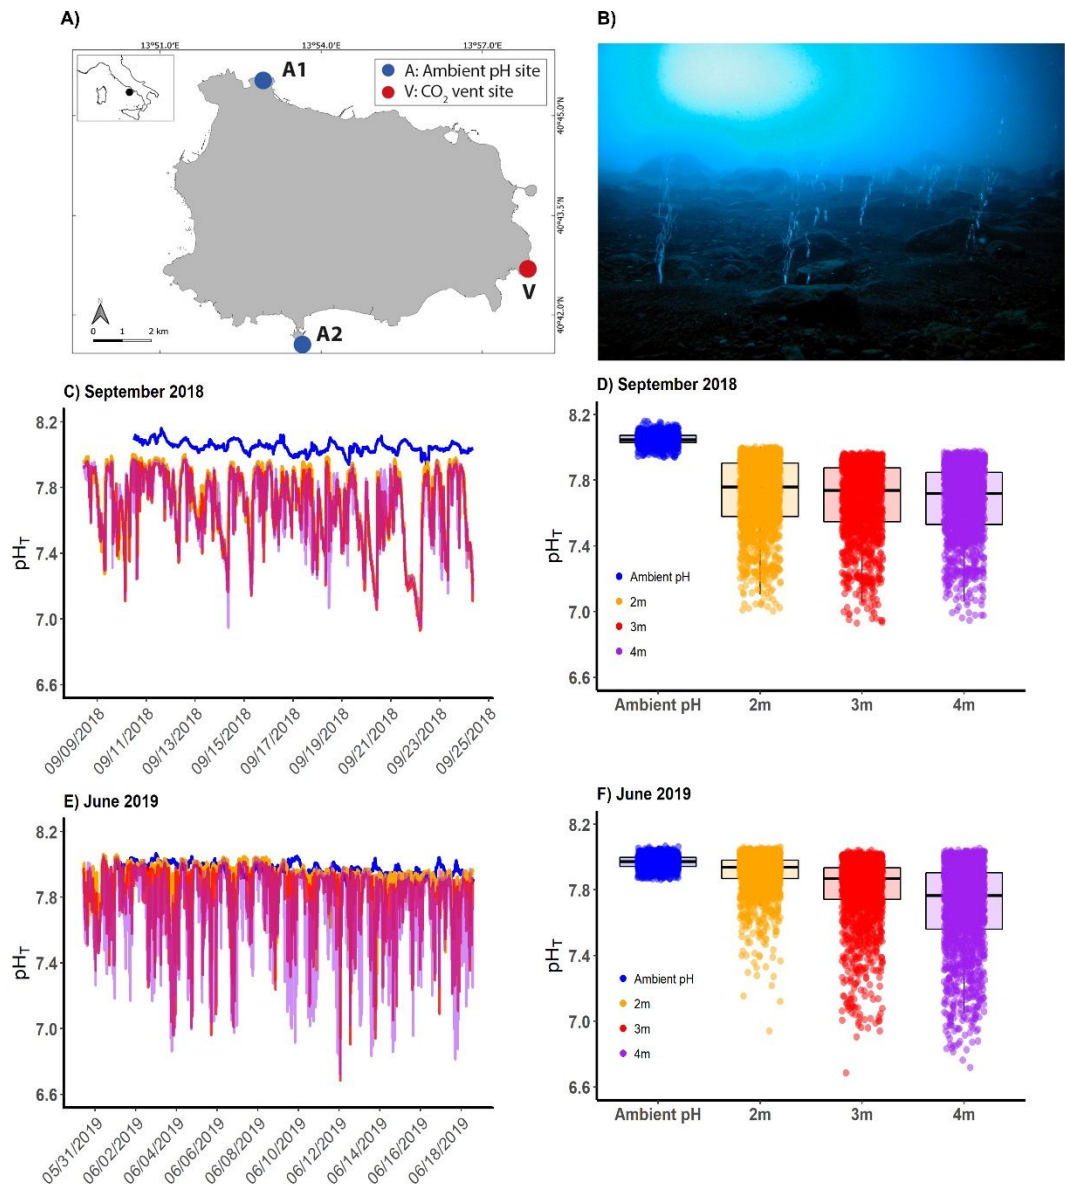 A)
13°51.0'E 13°54.0'E 13°57.0'E
A1
A: Ambient pH site
V: CO2 vent site
40°45.0'N
40°43.5'N
40°42.0'N
V
A2
N
0 1 2 km
B)
C) September 2018
8.2
7.8
7.4
7.0
6.6
pHT
09/09/2018
09/11/2018
09/13/2018
09/15/2018
09/17/2018
09/19/2018
09/21/2018
09/23/2018
09/25/2018
D) September 2018
8.2
7.8
7.4
7.0
6.6
pHT
Ambient pH
2m
3m
4m
Ambient pH 2m 3m 4m
E) June 2019
8.2
7.8
7.4
7.0
6.6
pHT
05/31/2019
06/02/2019
06/04/2019
06/06/2019
06/08/2019
06/10/2019
06/12/2019
06/14/2019
06/16/2019
06/18/2019
F) June 2019
8.2
7.8
7.4
7.0
6.6
pHT
Ambient pH
2m
3m
4m
Ambient pH 2m 3m 4m